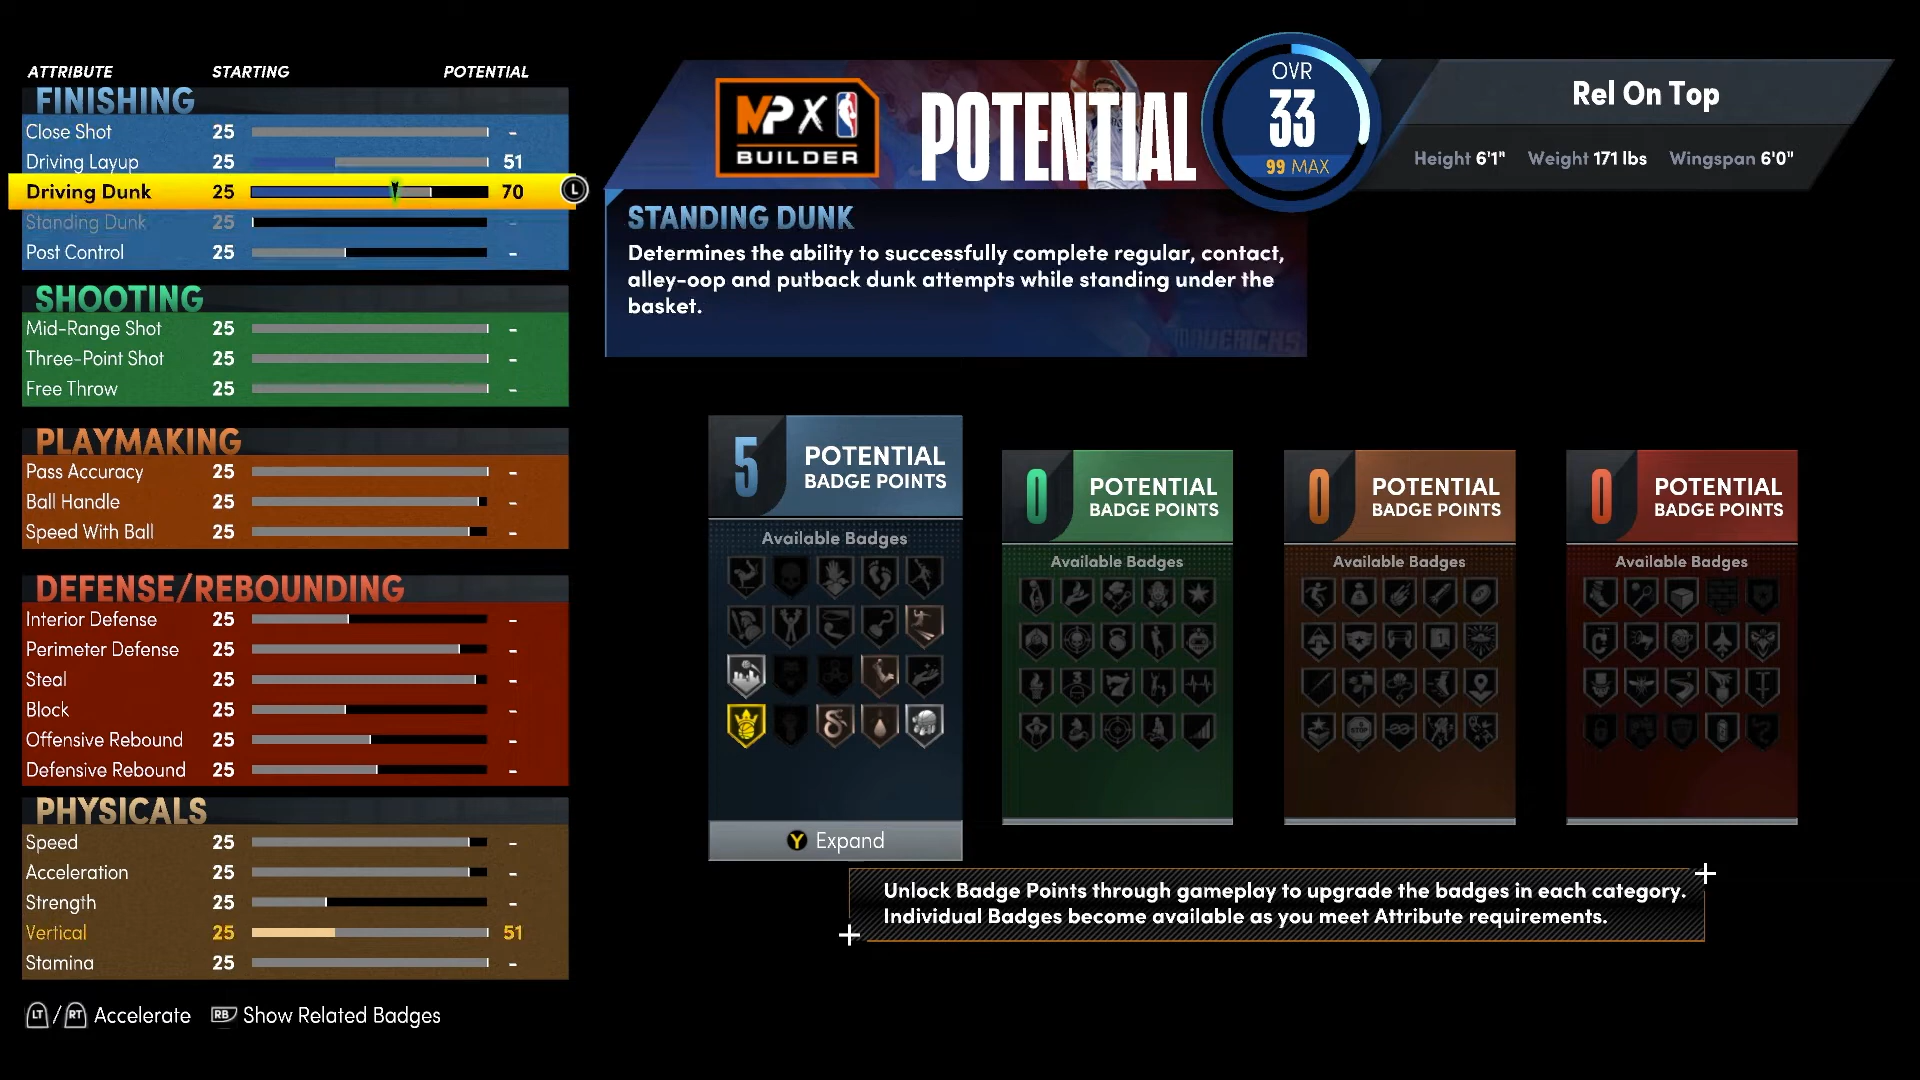 ATTRIBUTE STARTING POTENTIAL
FINISHING
Close Shot 25 -
Driving Layup 25 51
Driving Dunk 25 70 L
Standing Dunk 25 -
Post Control 25 -
SHOOTING
Mid-Range Shot 25 -
Three-Point Shot 25 -
Free Throw 25 -
PLAYMAKING
Pass Accuracy 25 -
Ball Handle 25 -
Speed With Ball 25 -
DEFENSE/REBOUNDING
Interior Defense 25 -
Perimeter Defense 25 -
Steal 25 -
Block 25 -
Offensive Rebound 25 -
Defensive Rebound 25 -
PHYSICALS
Speed 25 -
Acceleration 25 -
Strength 25 -
Vertical 25 51
Stamina 25 -
LT / RT Accelerate RB Show Related Badges
MP X
BUILDER
POTENTIAL
OVR
33
99 MAX
Rel On Top
Height 6'1" Weight 171 lbs Wingspan 6'0"
STANDING DUNK
Determines the ability to successfully complete regular, contact,
alley-oop and putback dunk attempts while standing under the
basket.
MAVERICKS
5 POTENTIAL
BADGE POINTS
Available Badges
Y Expand
0 POTENTIAL
BADGE POINTS
Available Badges
0 POTENTIAL
BADGE POINTS
Available Badges
0 POTENTIAL
BADGE POINTS
Available Badges
Unlock Badge Points through gameplay to upgrade the badges in each category.
Individual Badges become available as you meet Attribute requirements.